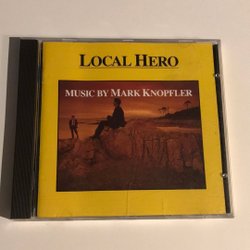 LOCAL HERO
MUSIC BY MARK KNOPFLER